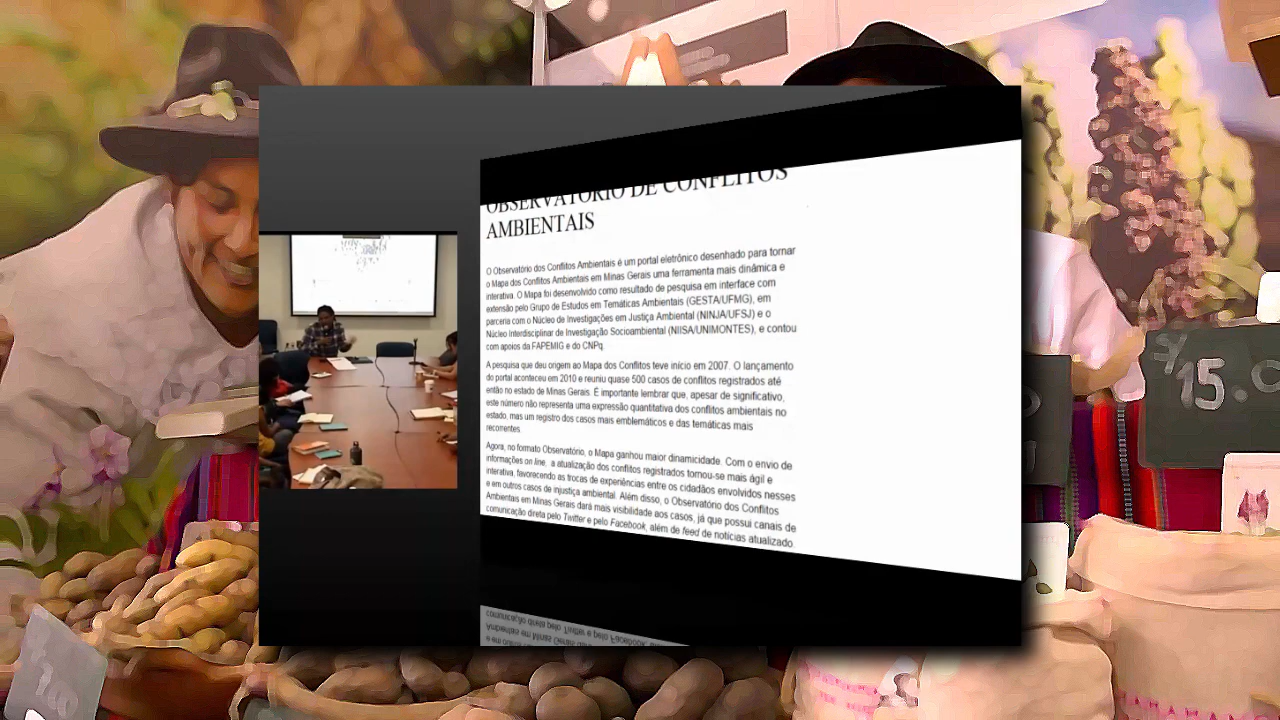 OBSERVATÓRIO DE CONFLITOS
AMBIENTAIS
O Observatório dos Conflitos Ambientais é um portal eletrônico desenhado para tornar
o Mapa dos Conflitos Ambientais em Minas Gerais uma ferramenta mais dinâmica e
interativa. O Mapa foi desenvolvido como resultado de pesquisa em interface com
extensão pelo Grupo de Estudos em Temáticas Ambientais (GESTA/UFMG), em
parceria com o Núcleo de Investigações em Justiça Ambiental (NINJA/UFSJ) e o
Núcleo Interdisciplinar de Investigação Socioambiental (NIISA/UNIMONTES), e contou
com apoios da FAPEMIG e do CNPq.
A pesquisa que deu origem ao Mapa dos Conflitos teve início em 2007. O lançamento
do portal aconteceu em 2010 e reuniu quase 500 casos de conflitos registrados até
então no estado de Minas Gerais. É importante lembrar que, apesar de significativo,
este número não representa uma expressão quantitativa dos conflitos ambientais no
estado, mas um registro dos casos mais emblemáticos e das temáticas mais
recorrentes.
Agora, no formato Observatório, o Mapa ganhou maior dinamicidade. Com o envio de
informações on line, a atualização dos conflitos registrados tornou-se mais ágil e
interativa, favorecendo as trocas de experiências entre os cidadãos envolvidos nesses
e em outros casos de injustiça ambiental. Além disso, o Observatório dos Conflitos
Ambientais em Minas Gerais dará mais visibilidade aos casos, já que possui canais de
comunicação direta pelo Twitter e pelo Facebook, além de feed de notícias atualizado
S/ 15.